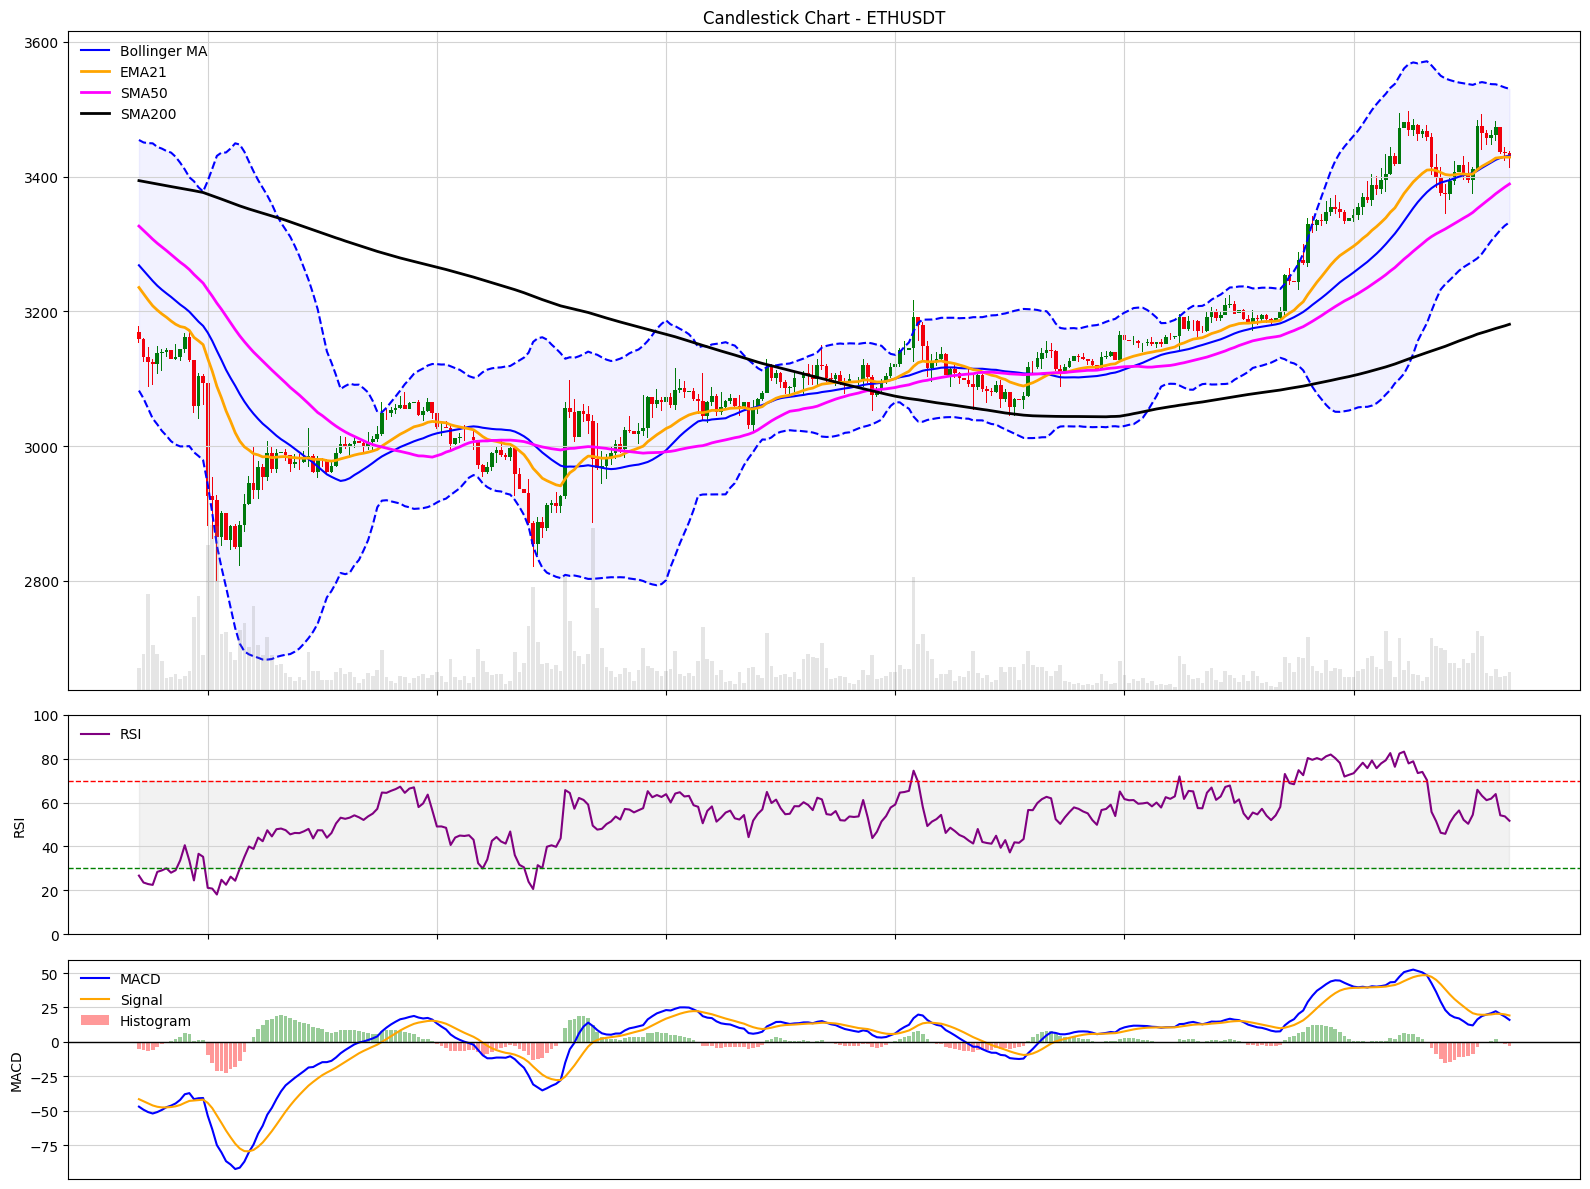 Candlestick Chart - ETHUSDT
3600
3400
3200
3000
2800
Bollinger MA
EMA21
SMA50
SMA200
100
80
60
40
20
0
RSI
RSI
50
25
0
−25
−50
−75
MACD
MACD
Signal
Histogram